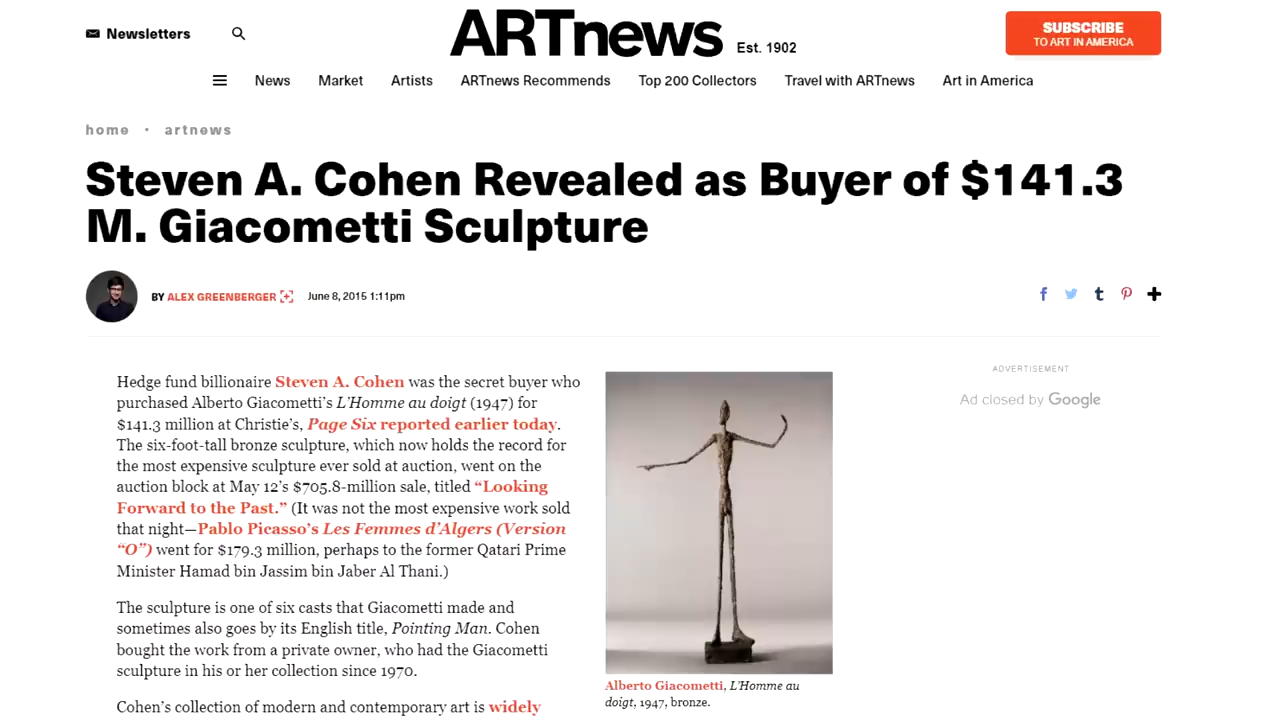 Newsletters
ARTnews Est. 1902
SUBSCRIBE
TO ART IN AMERICA
News Market Artists ARTnews Recommends Top 200 Collectors Travel with ARTnews Art in America
home • artnews
Steven A. Cohen Revealed as Buyer of $141.3
M. Giacometti Sculpture
BY ALEX GREENBERGER [+] June 8, 2015 1:11pm
Hedge fund billionaire Steven A. Cohen was the secret buyer who
purchased Alberto Giacometti’s L’Homme au doigt (1947) for
$141.3 million at Christie’s, Page Six reported earlier today.
The six-foot-tall bronze sculpture, which now holds the record for
the most expensive sculpture ever sold at auction, went on the
auction block at May 12’s $705.8-million sale, titled “Looking
Forward to the Past.” (It was not the most expensive work sold
that night—Pablo Picasso’s Les Femmes d’Algers (Version
“O”) went for $179.3 million, perhaps to the former Qatari Prime
Minister Hamad bin Jassim bin Jaber Al Thani.)
The sculpture is one of six casts that Giacometti made and
sometimes also goes by its English title, Pointing Man. Cohen
bought the work from a private owner, who had the Giacometti
sculpture in his or her collection since 1970.
Cohen’s collection of modern and contemporary art is widely
Alberto Giacometti, L’Homme au
doigt, 1947, bronze.
ADVERTISEMENT
Ad closed by Google